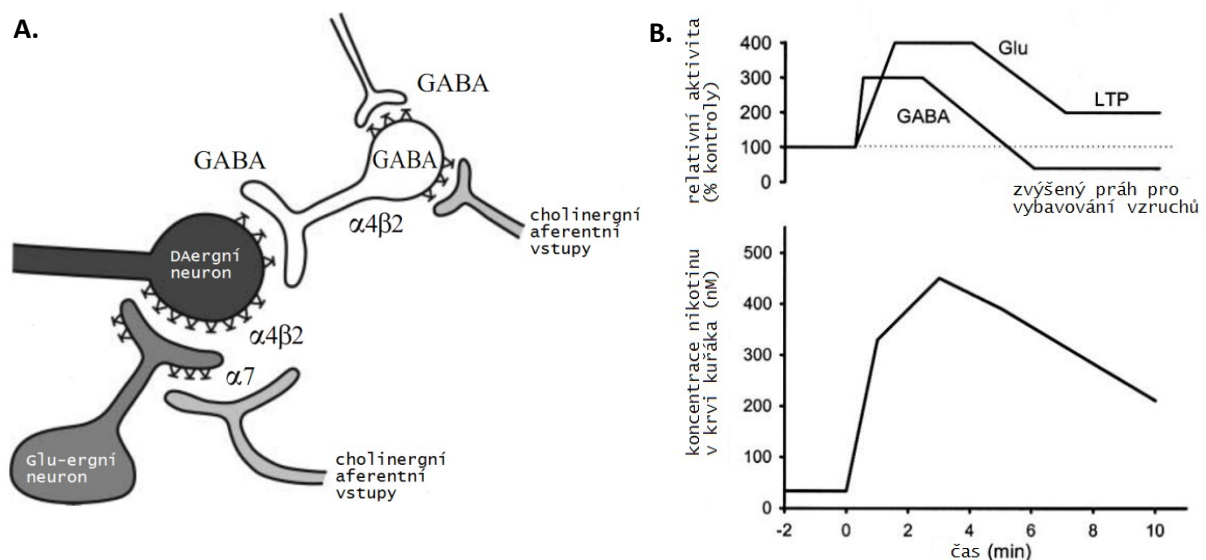 A.
GABA
GABA
GABA
α4β2
cholinergní
aferentní
vstupy
DAergní
neuron
α4β2
α7
Glu-ergní
neuron
cholinergní
aferentní
vstupy
B.
relativní aktivita
(% kontroly)
400
300
200
100
0
Glu
GABA
LTP
zvýšený práh pro
vybavování vzruchů
koncentrace nikotinu
v krvi kuřáka (nM)
500
400
300
200
100
0
-2 0 2 4 6 8 10
čas (min)